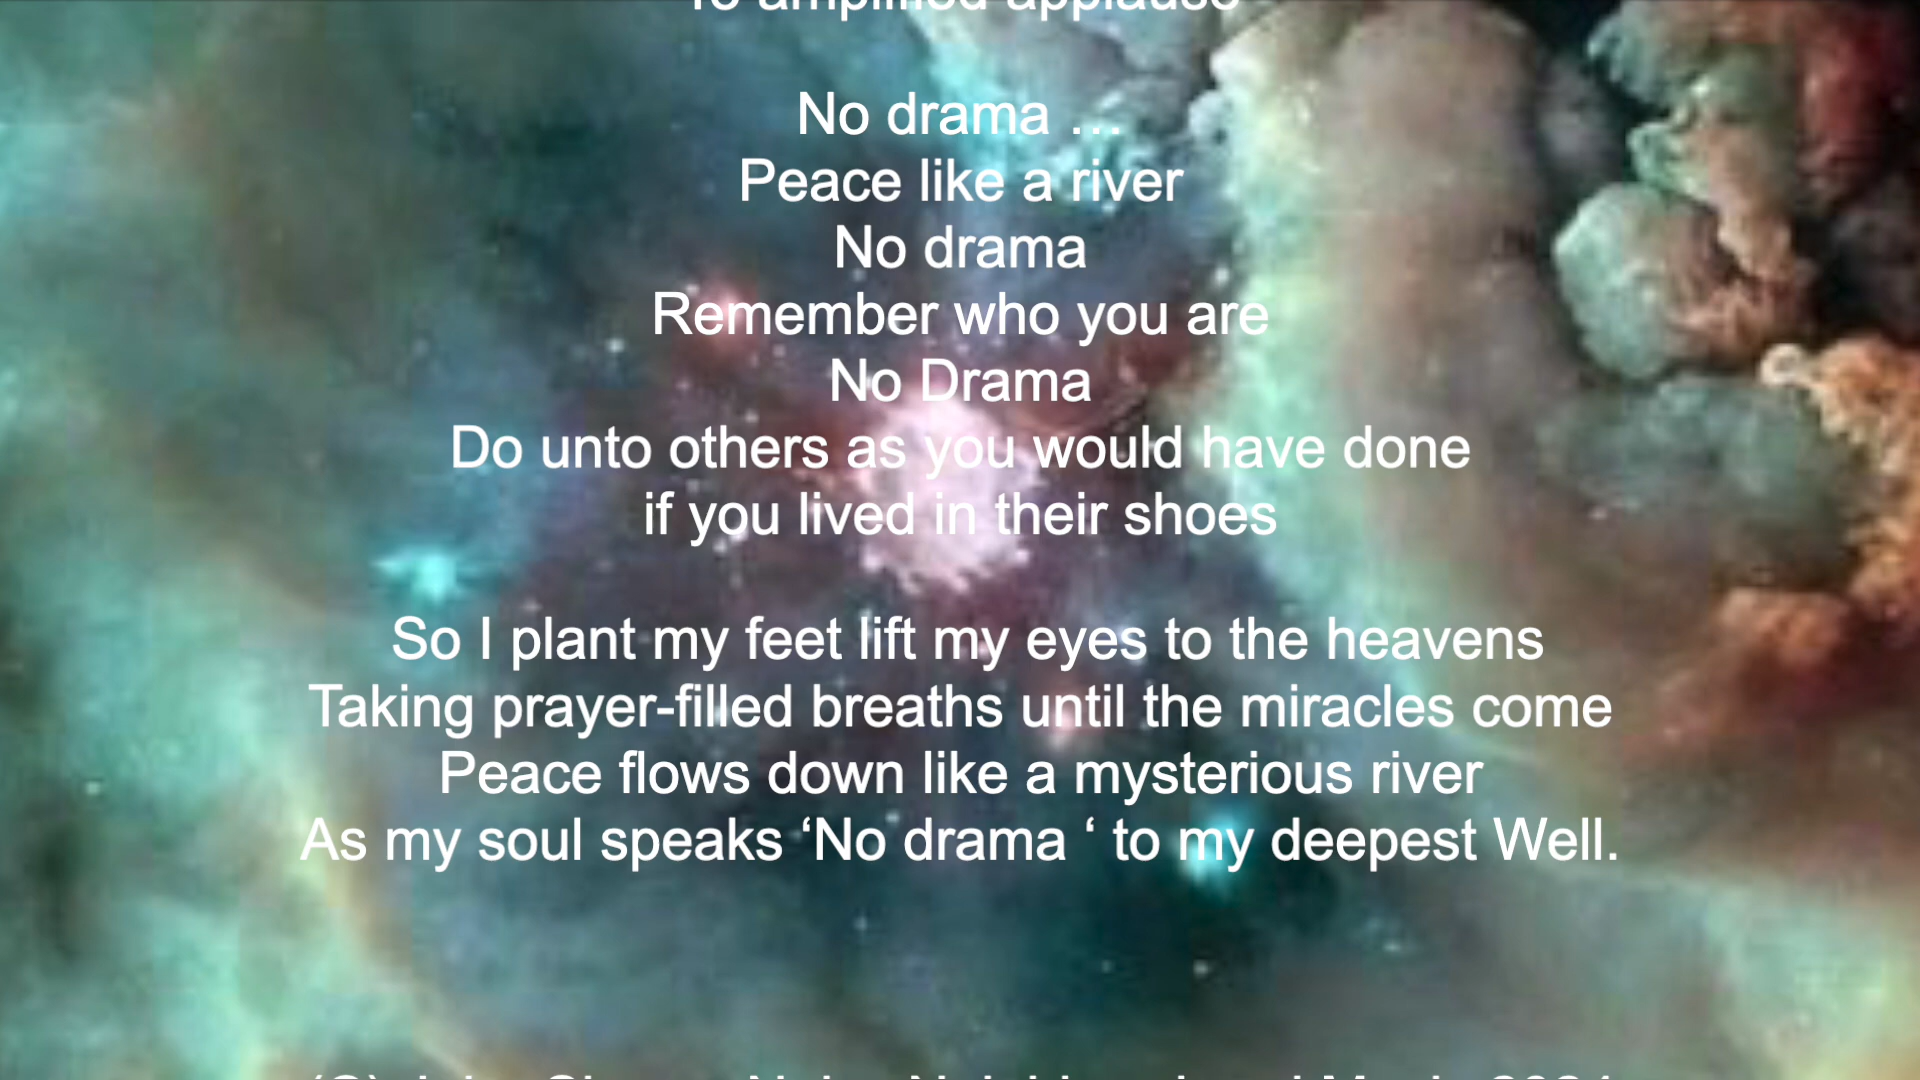 To amplified applause
No drama …
Peace like a river
No drama
Remember who you are
No Drama
Do unto others as you would have done
if you lived in their shoes
So I plant my feet lift my eyes to the heavens
Taking prayer-filled breaths until the miracles come
Peace flows down like a mysterious river
As my soul speaks ‘No drama ‘ to my deepest Well.